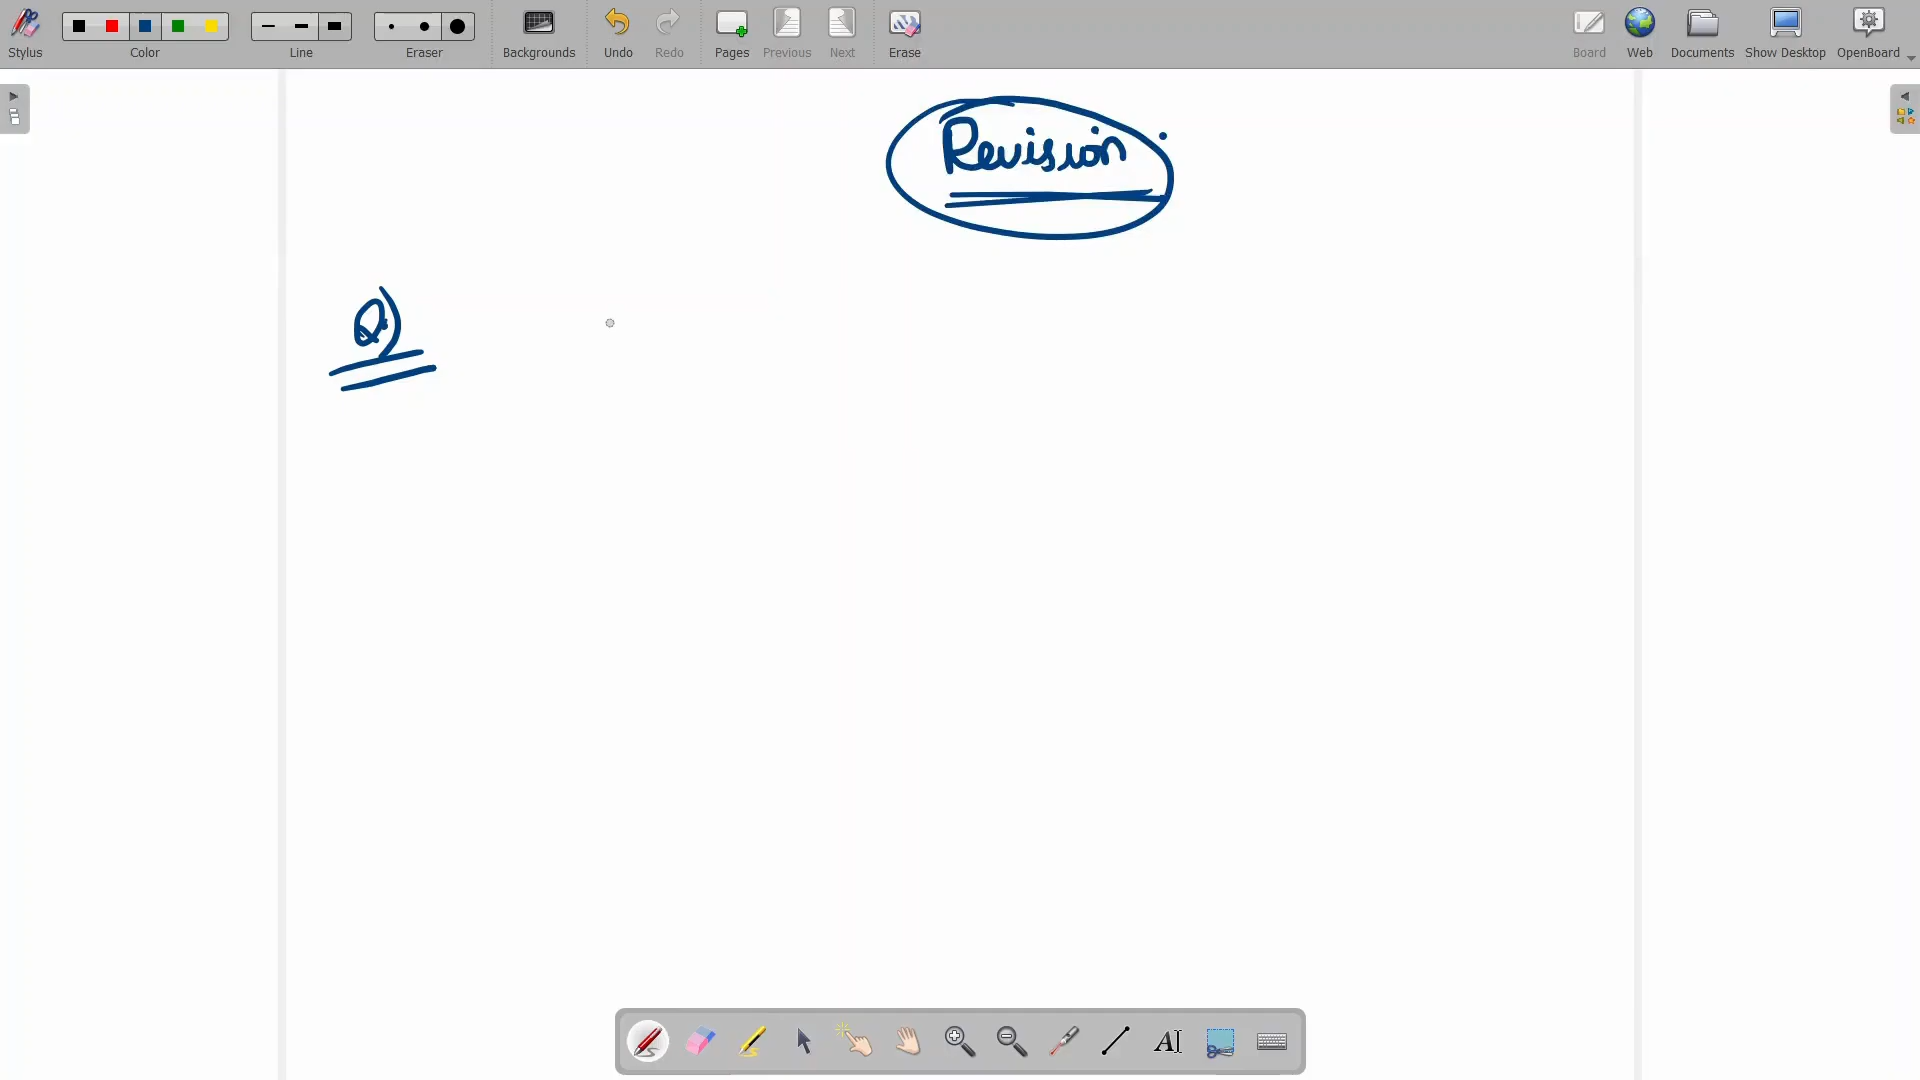 Stylus Color Line Eraser Backgrounds Undo Redo Pages Previous Next Erase Board Web Documents Show Desktop OpenBoard
Revision
Q)